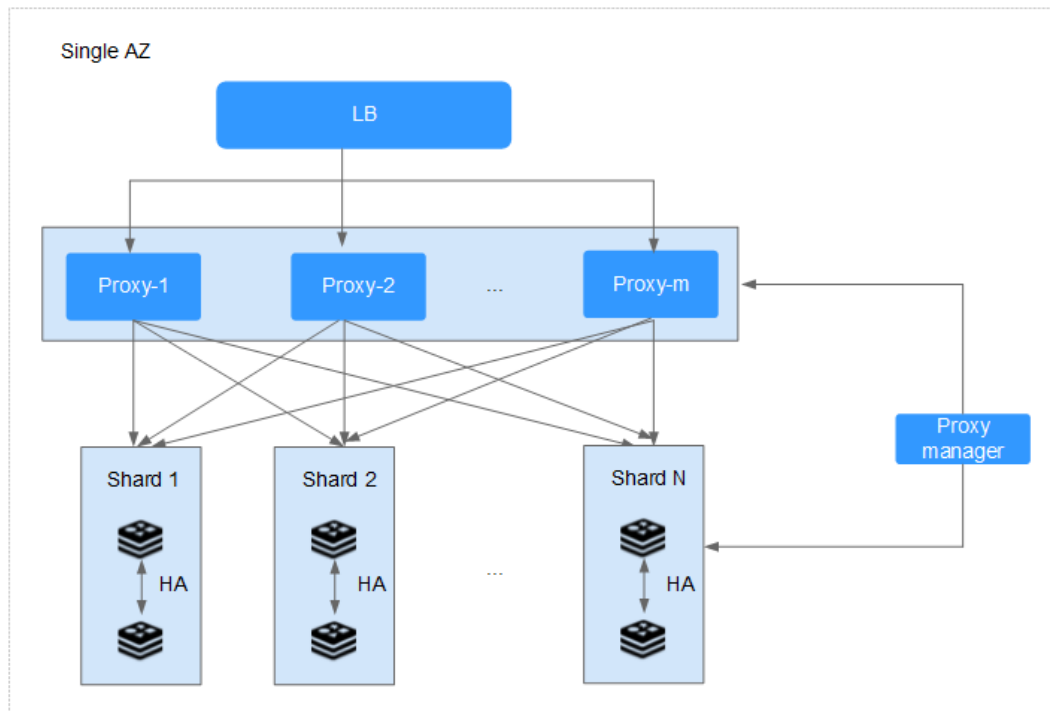 Single AZ
LB
Proxy-1
Proxy-2
...
Proxy-m
Proxy
manager
Shard 1
Shard 2
Shard N
...
HA
HA
HA